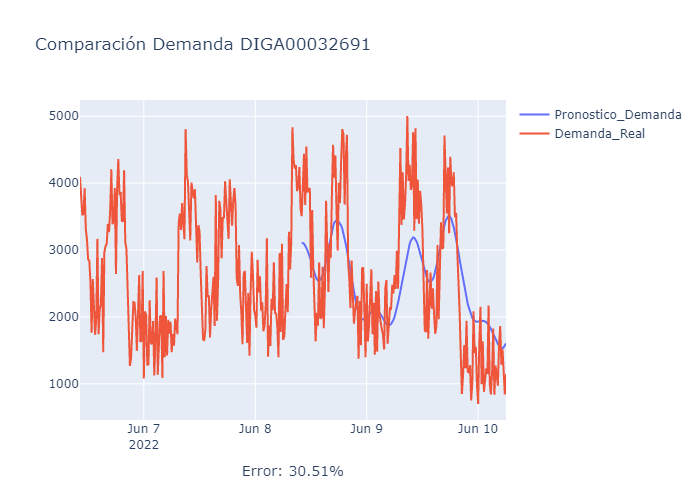 Comparación Demanda DIGA00032691
Pronostico_Demanda
Demanda_Real
5000
4000
3000
2000
1000
Jun 7
2022
Jun 8
Jun 9
Jun 10
Error: 30.51%